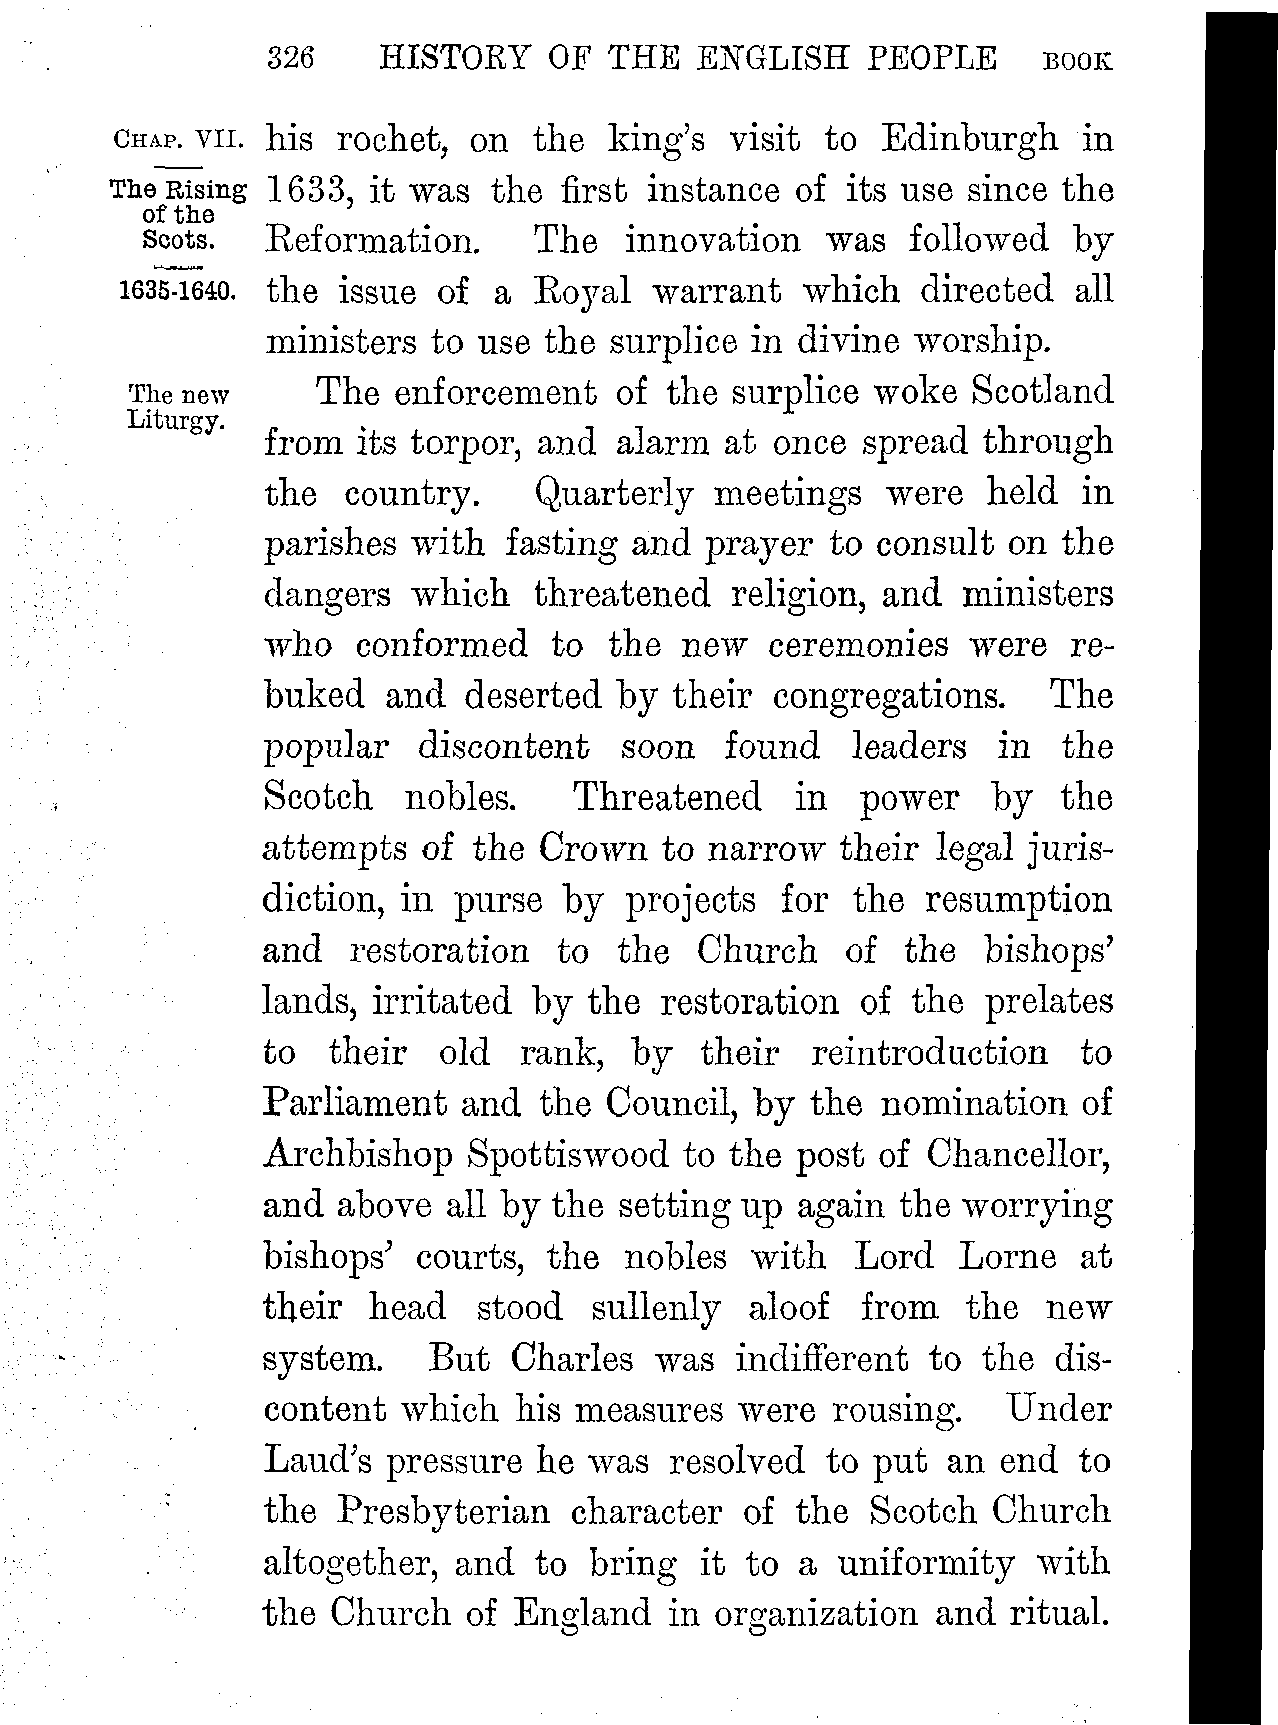 326 HISTORY OF THE ENGLISH PEOPLE BOOK
CHAP. VII.
The Rising
of the
Scots.
1635-1640.
his rochet, on the king's visit to Edinburgh in
1633, it was the first instance of its use since the
Reformation. The innovation was followed by
the issue of a Royal warrant which directed all
ministers to use the surplice in divine worship.
The new
Liturgy.
The enforcement of the surplice woke Scotland
from its torpor, and alarm at once spread through
the country. Quarterly meetings were held in
parishes with fasting and prayer to consult on the
dangers which threatened religion, and ministers
who conformed to the new ceremonies were re-
buked and deserted by their congregations. The
popular discontent soon found leaders in the
Scotch nobles. Threatened in power by the
attempts of the Crown to narrow their legal juris-
diction, in purse by projects for the resumption
and restoration to the Church of the bishops'
lands, irritated by the restoration of the prelates
to their old rank, by their reintroduction to
Parliament and the Council, by the nomination of
Archbishop Spottiswood to the post of Chancellor,
and above all by the setting up again the worrying
bishops' courts, the nobles with Lord Lorne at
their head stood sullenly aloof from the new
system. But Charles was indifferent to the dis-
content which his measures were rousing. Under
Laud's pressure he was resolved to put an end to
the Presbyterian character of the Scotch Church
altogether, and to bring it to a uniformity with
the Church of England in organization and ritual.